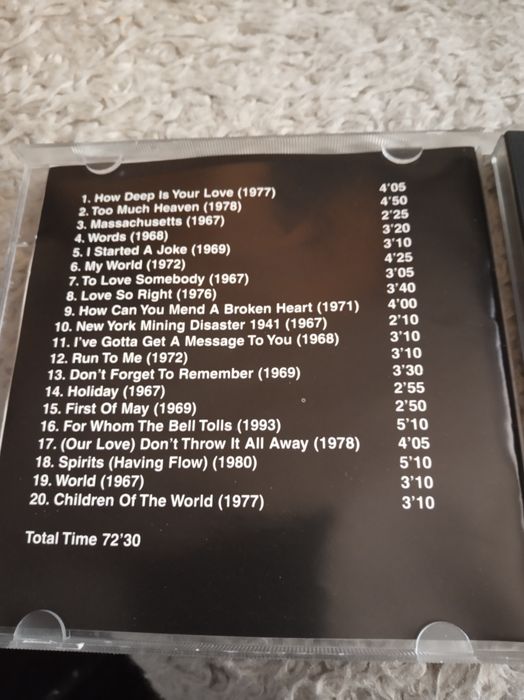 1. How Deep Is Your Love (1977) 4'05
2. Too Much Heaven (1978) 4'50
3. Massachusetts (1967) 2'25
4. Words (1968) 3'20
5. I Started A Joke (1969) 3'10
6. My World (1972) 4'25
7. To Love Somebody (1967) 3'05
8. Love So Right (1976) 3'40
9. How Can You Mend A Broken Heart (1971) 4'00
10. New York Mining Disaster 1941 (1967) 2'10
11. I've Gotta Get A Message To You (1968) 3'10
12. Run To Me (1972) 3'10
13. Don't Forget To Remember (1969) 3'30
14. Holiday (1967) 2'55
15. First Of May (1969) 2'50
16. For Whom The Bell Tolls (1993) 5'10
17. (Our Love) Don't Throw It All Away (1978) 4'05
18. Spirits (Having Flow) (1980) 5'10
19. World (1967) 3'10
20. Children Of The World (1977) 3'10
Total Time 72'30